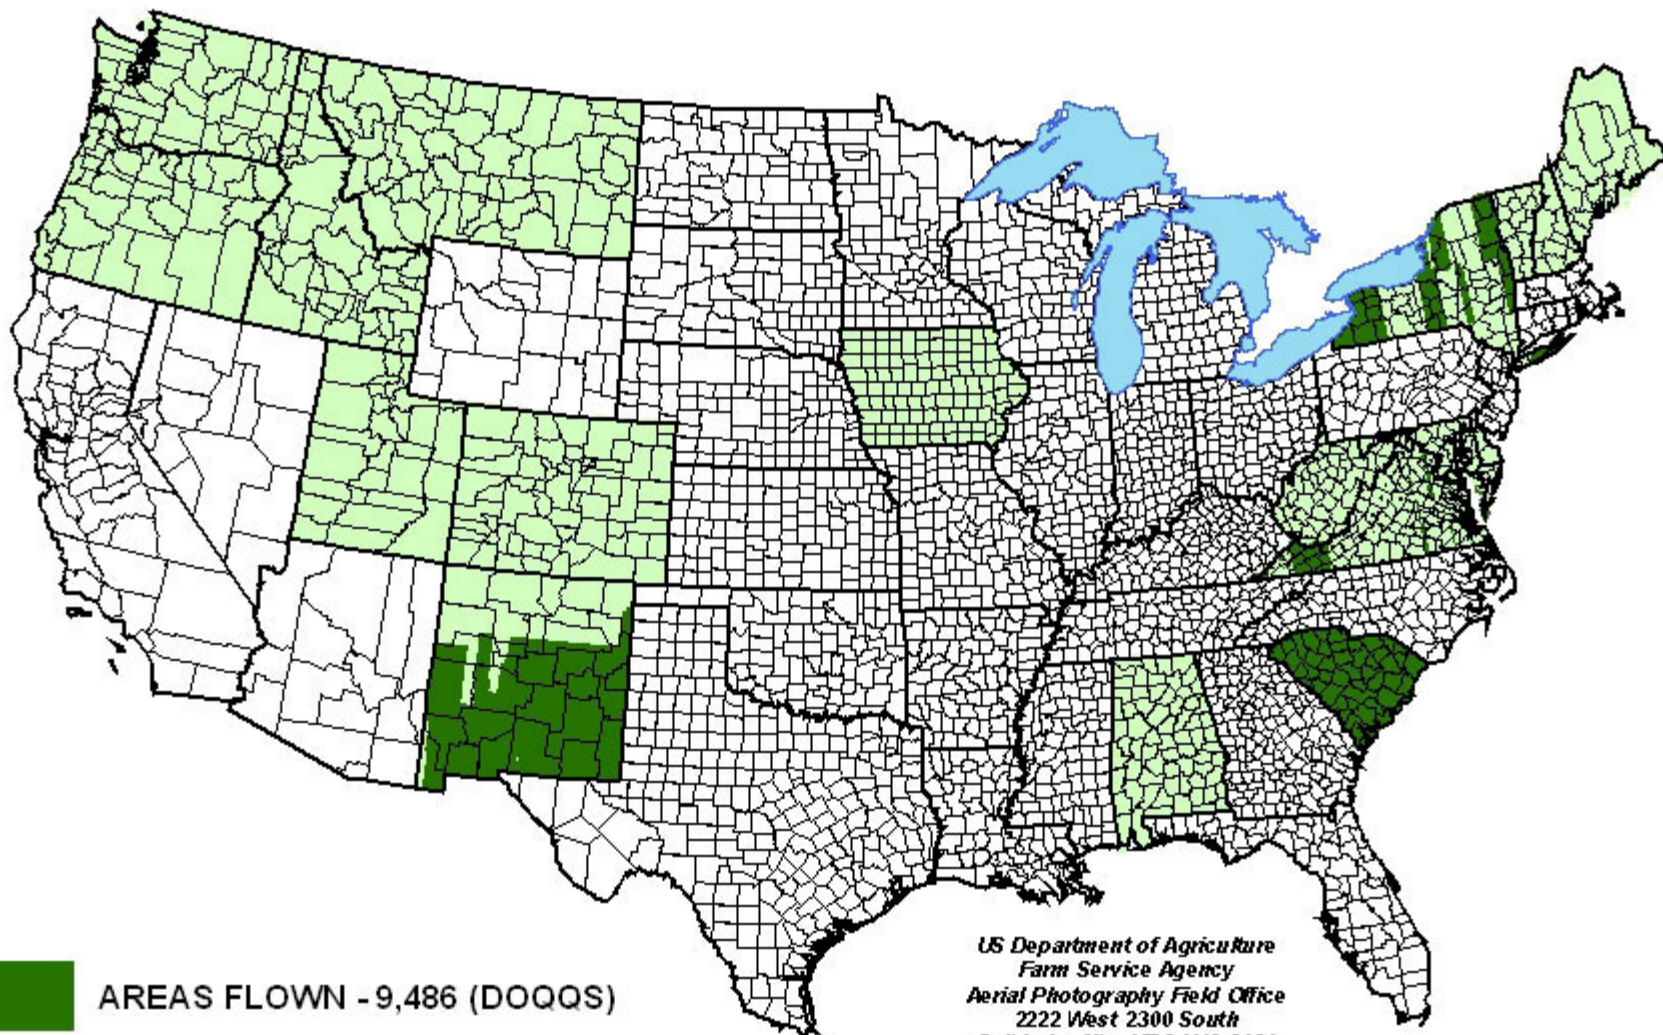 AREAS FLOWN - 9,486 (DOQQS)
US Department of Agriculture
Farm Service Agency
Aerial Photography Field Office
2222 West 2300 South